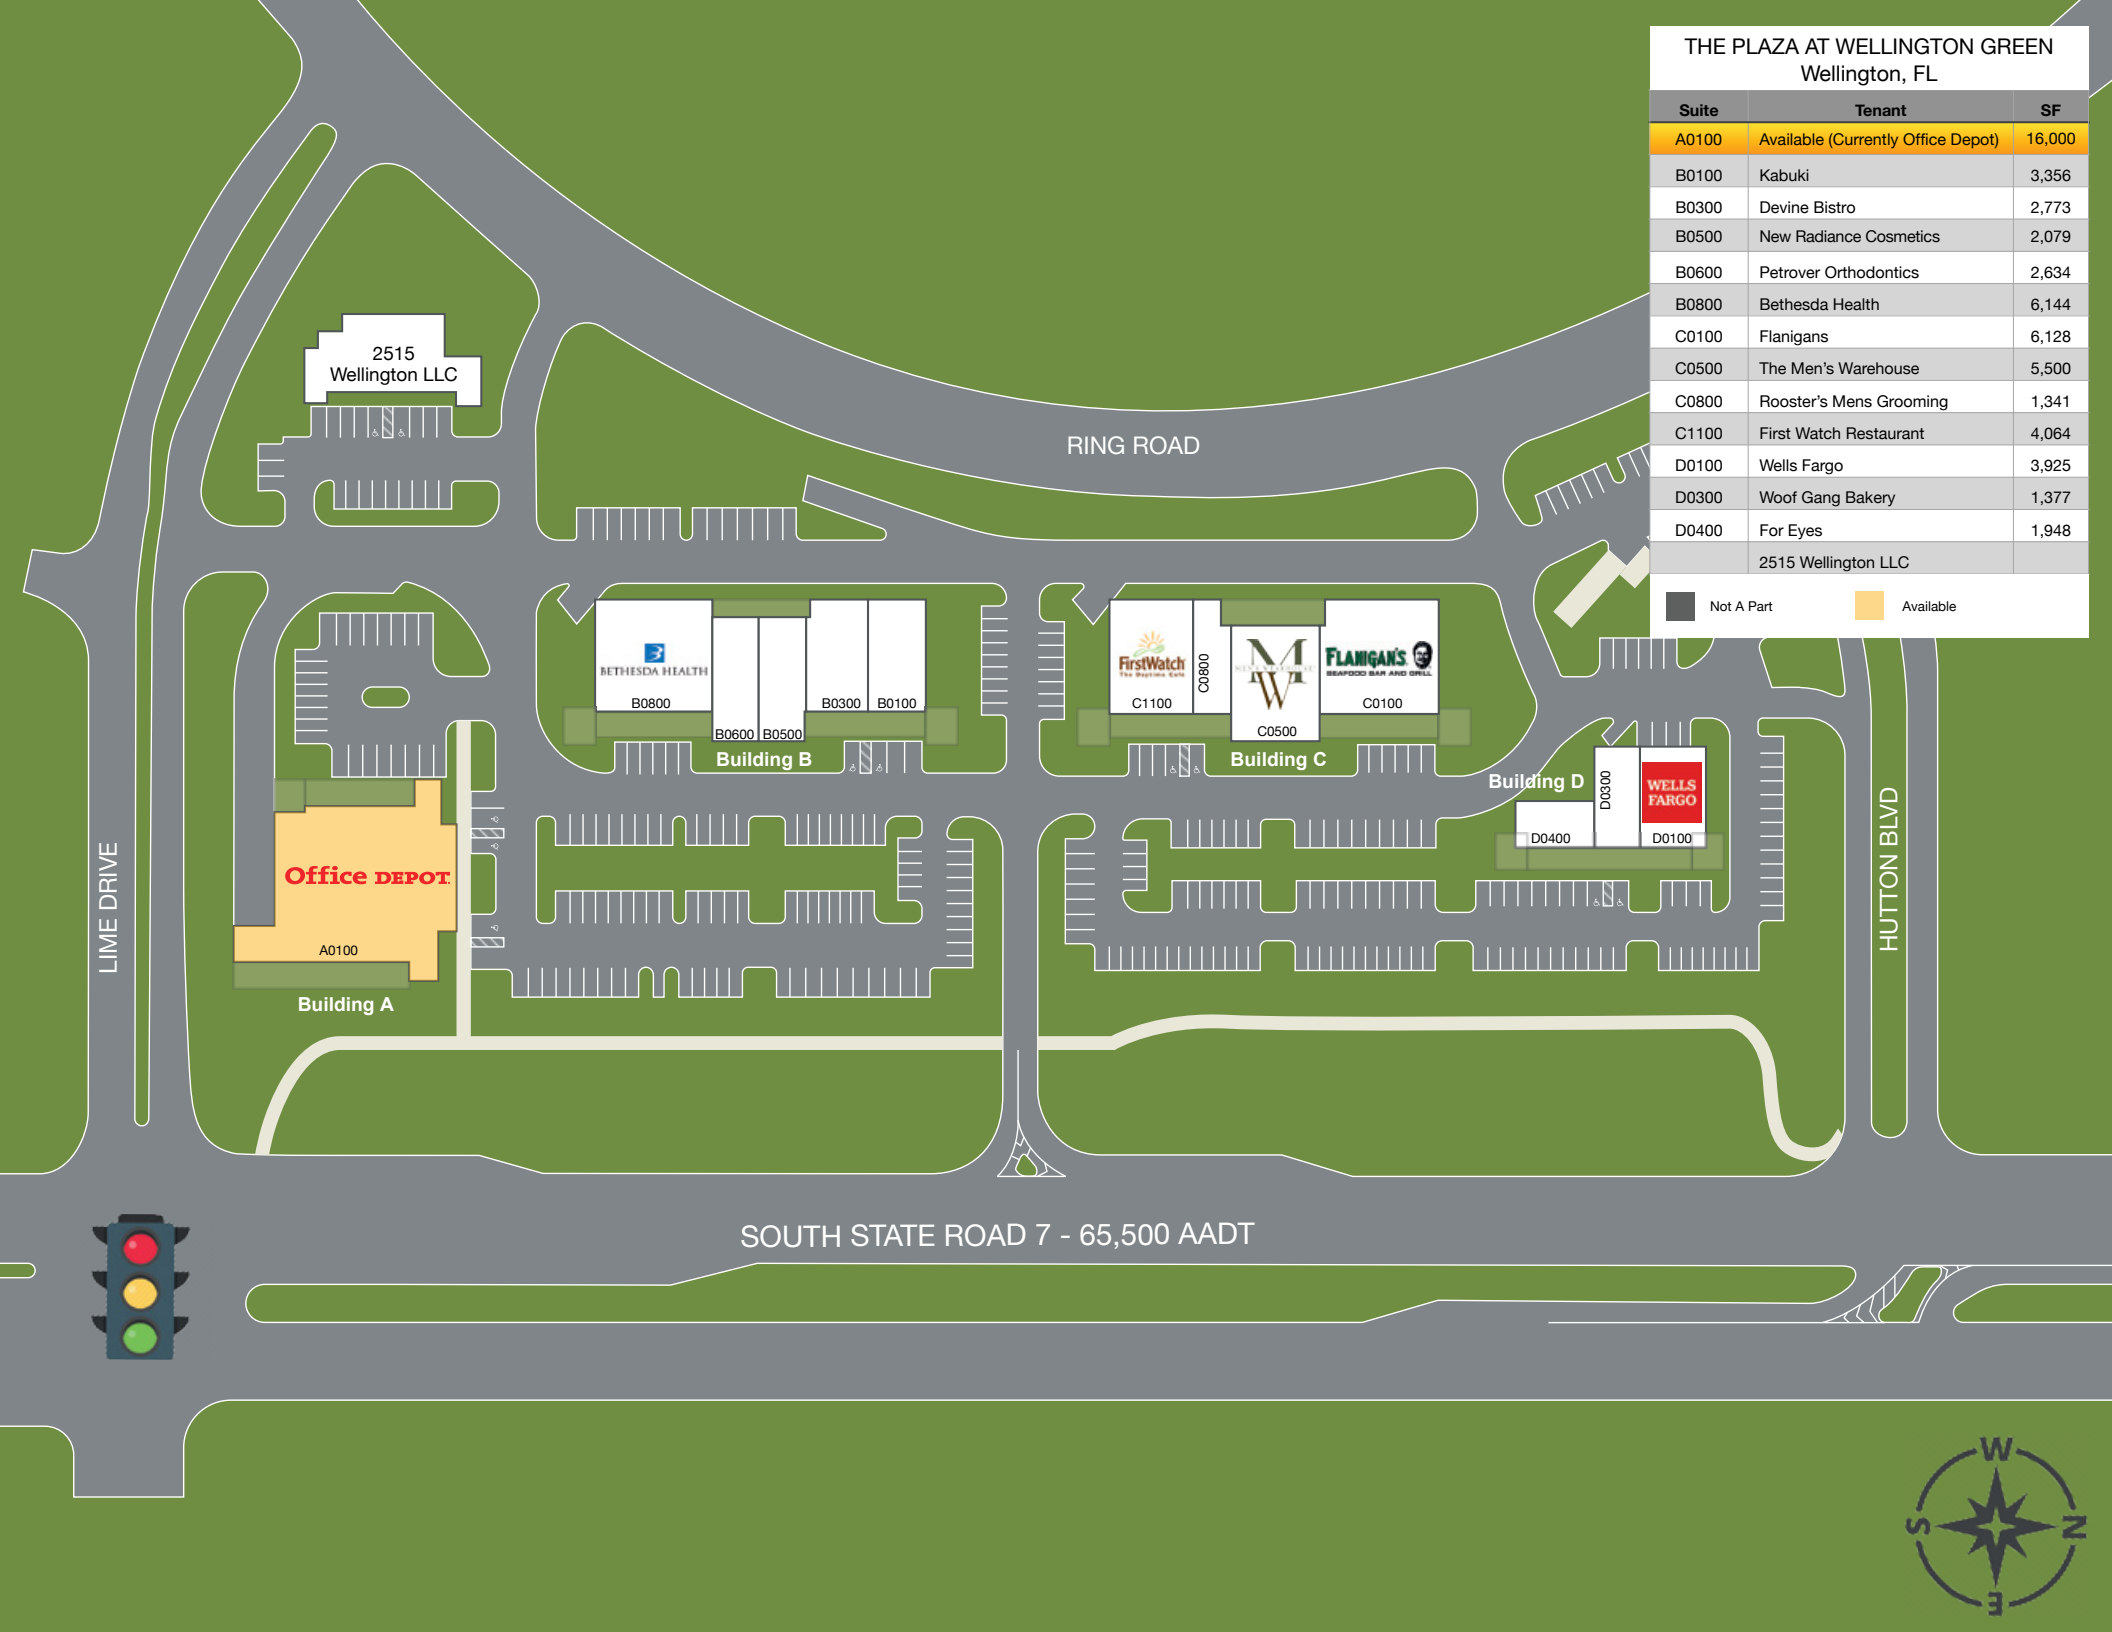 THE PLAZA AT WELLINGTON GREEN
Wellington, FL
Suite Tenant SF
A0100 Available (Currently Office Depot) 16,000
B0100 Kabuki 3,356
B0300 Devine Bistro 2,773
B0500 New Radiance Cosmetics 2,079
B0600 Petrover Orthodontics 2,634
B0800 Bethesda Health 6,144
C0100 Flanigans 6,128
C0500 The Men's Warehouse 5,500
C0800 Rooster's Mens Grooming 1,341
C1100 First Watch Restaurant 4,064
D0100 Wells Fargo 3,925
D0300 Woof Gang Bakery 1,377
D0400 For Eyes 1,948
2515 Wellington LLC
Not A Part
Available
2515
Wellington LLC
RING ROAD
BETHESDA HEALTH
B0800
B0600
B0500
B0300
B0100
Building B
FirstWatch
The Daytime Cafe
C1100
C0800
M
W
C0500
FLANIGAN'S
SEAFOOD BAR AND GRILL
C0100
Building C
Building D
D0300
WELLS
FARGO
D0400
D0100
Office DEPOT
A0100
Building A
LIME DRIVE
HUTTON BLVD
SOUTH STATE ROAD 7 - 65,500 AADT
W
S
N
E